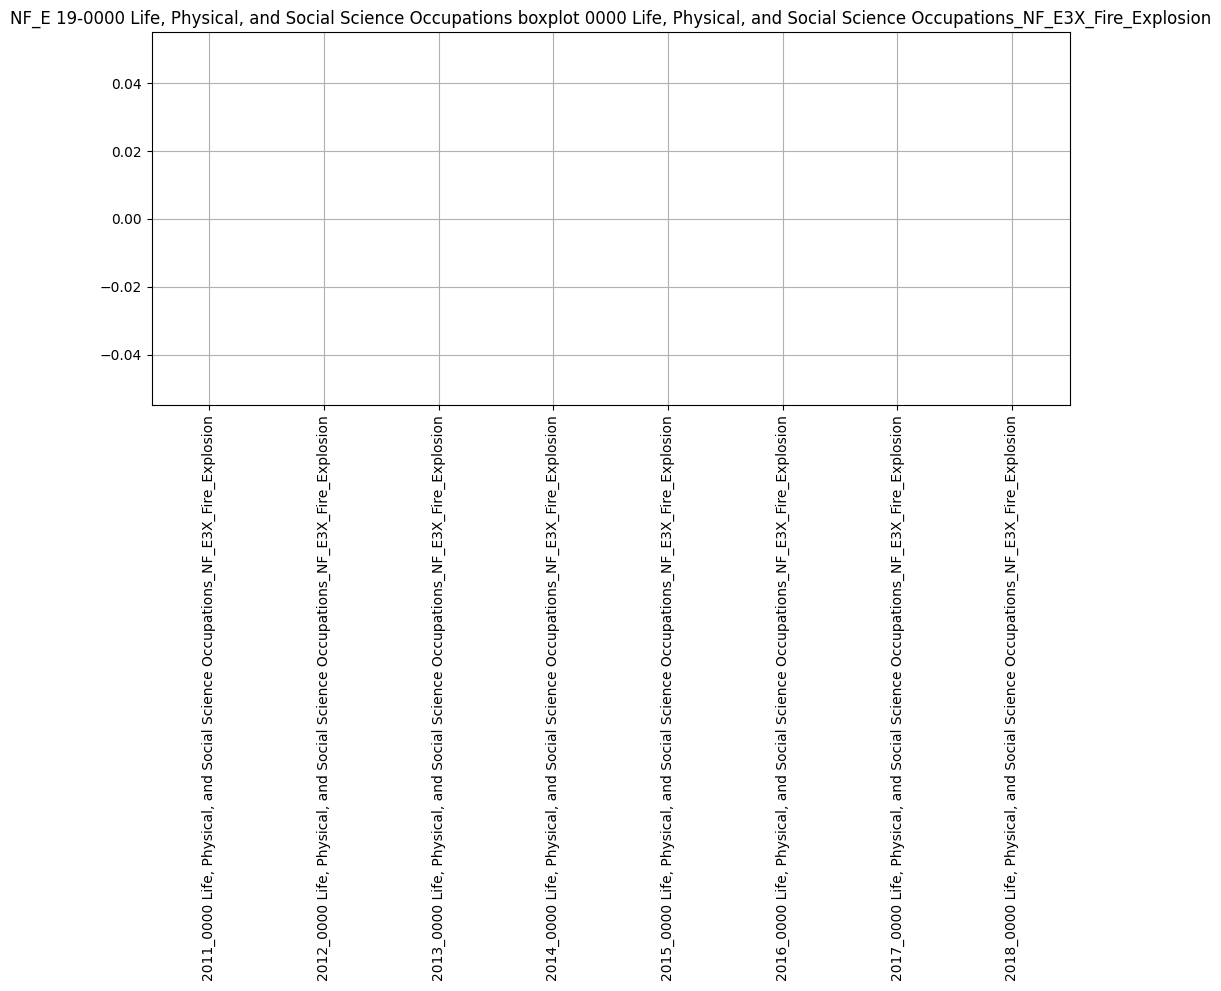 NF_E 19-0000 Life, Physical, and Social Science Occupations boxplot 0000 Life, Physical, and Social Science Occupations_NF_E3X_Fire_Explosion
0.04
0.02
0.00
−0.02
−0.04
2011_0000 Life, Physical, and Social Science Occupations_NF_E3X_Fire_Explosion
2012_0000 Life, Physical, and Social Science Occupations_NF_E3X_Fire_Explosion
2013_0000 Life, Physical, and Social Science Occupations_NF_E3X_Fire_Explosion
2014_0000 Life, Physical, and Social Science Occupations_NF_E3X_Fire_Explosion
2015_0000 Life, Physical, and Social Science Occupations_NF_E3X_Fire_Explosion
2016_0000 Life, Physical, and Social Science Occupations_NF_E3X_Fire_Explosion
2017_0000 Life, Physical, and Social Science Occupations_NF_E3X_Fire_Explosion
2018_0000 Life, Physical, and Social Science Occupations_NF_E3X_Fire_Explosion